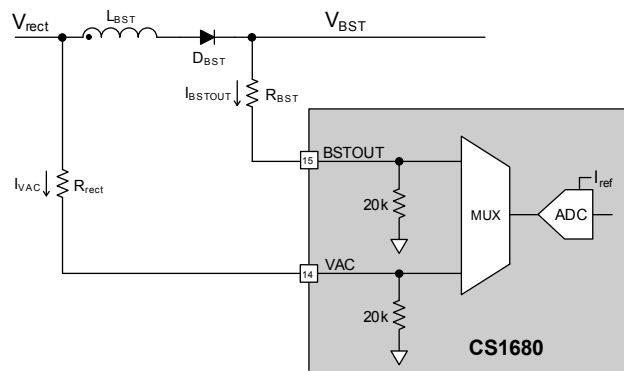 Vrect
LBST
VBST
DBST
IBSTOUT
RBST
15
BSTOUT
Iref
IVAC
Rrect
20k
MUX
ADC
14
VAC
20k
CS1680